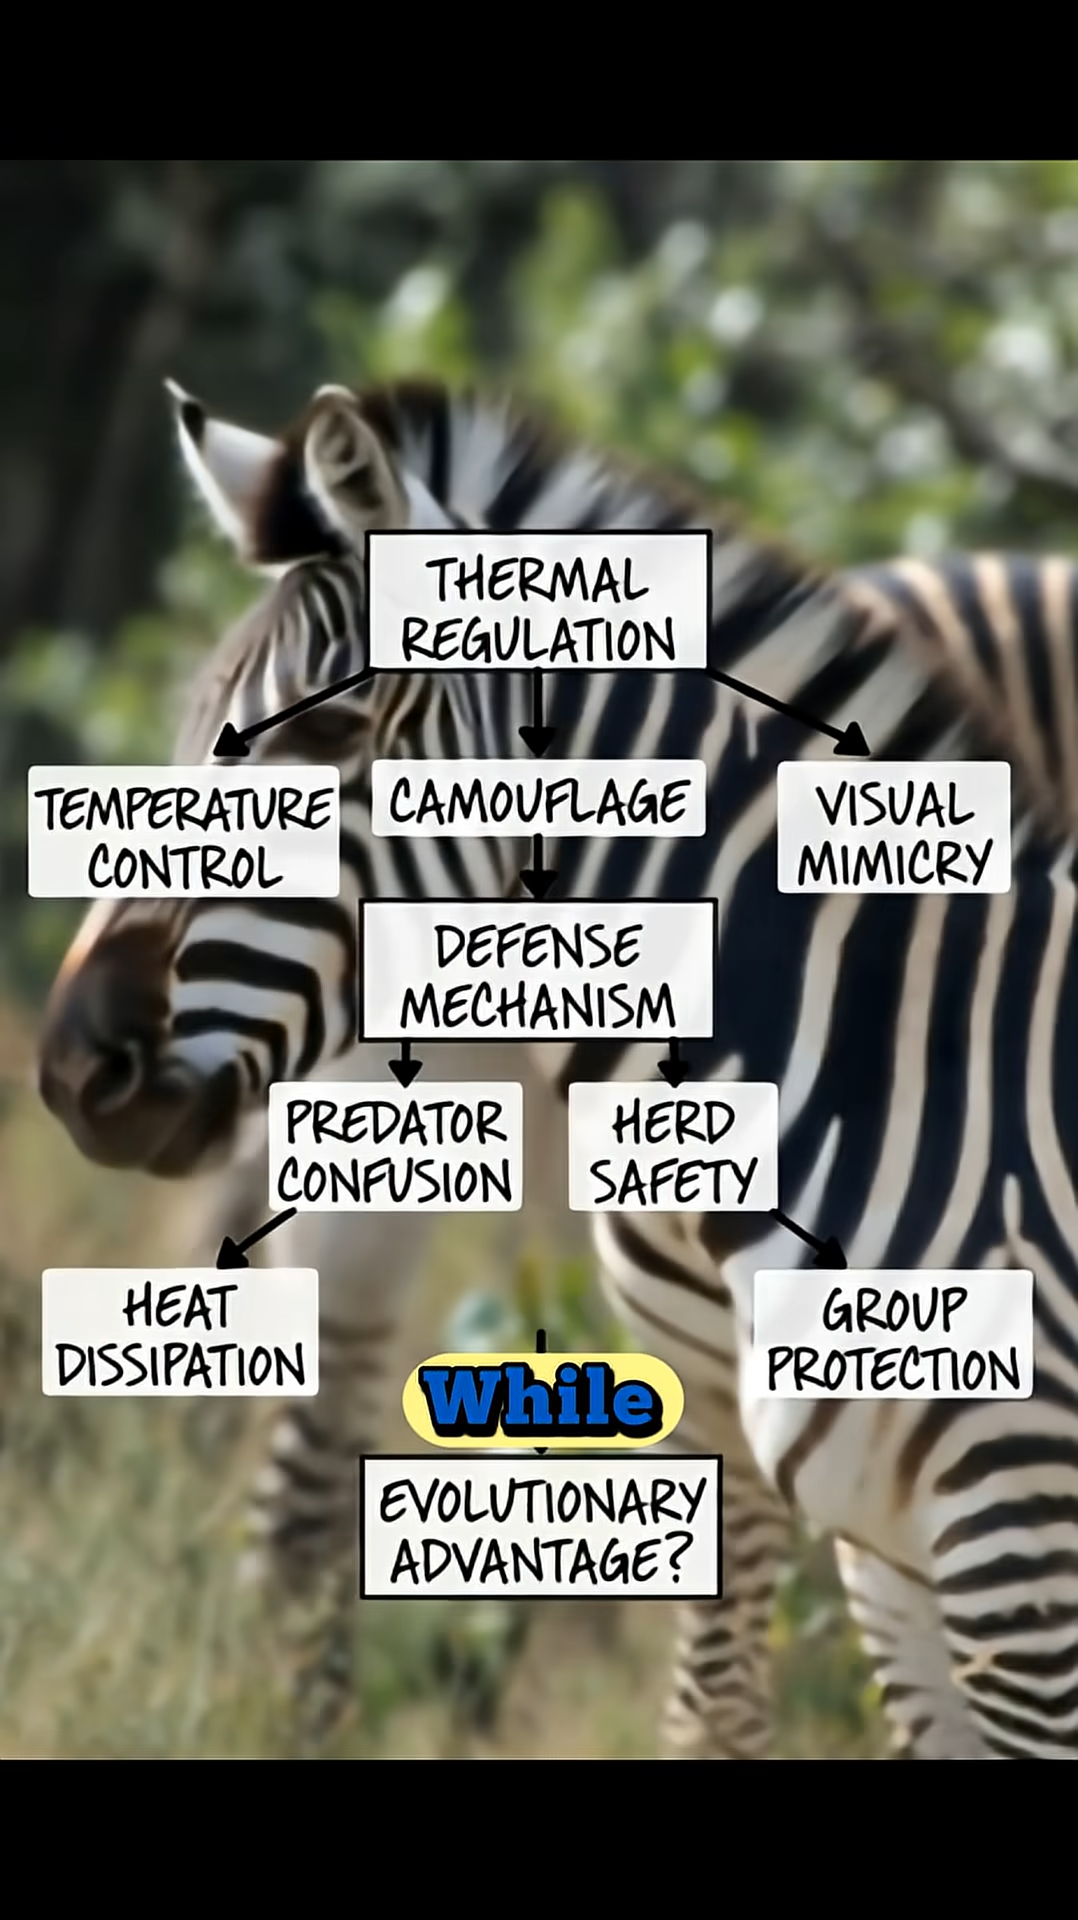 THERMAL
REGULATION
TEMPERATURE
CONTROL
CAMOUFLAGE
VISUAL
MIMICRY
DEFENSE
MECHANISM
PREDATOR
CONFUSION
HERD
SAFETY
HEAT
DISSIPATION
GROUP
PROTECTION
While
EVOLUTIONARY
ADVANTAGE?